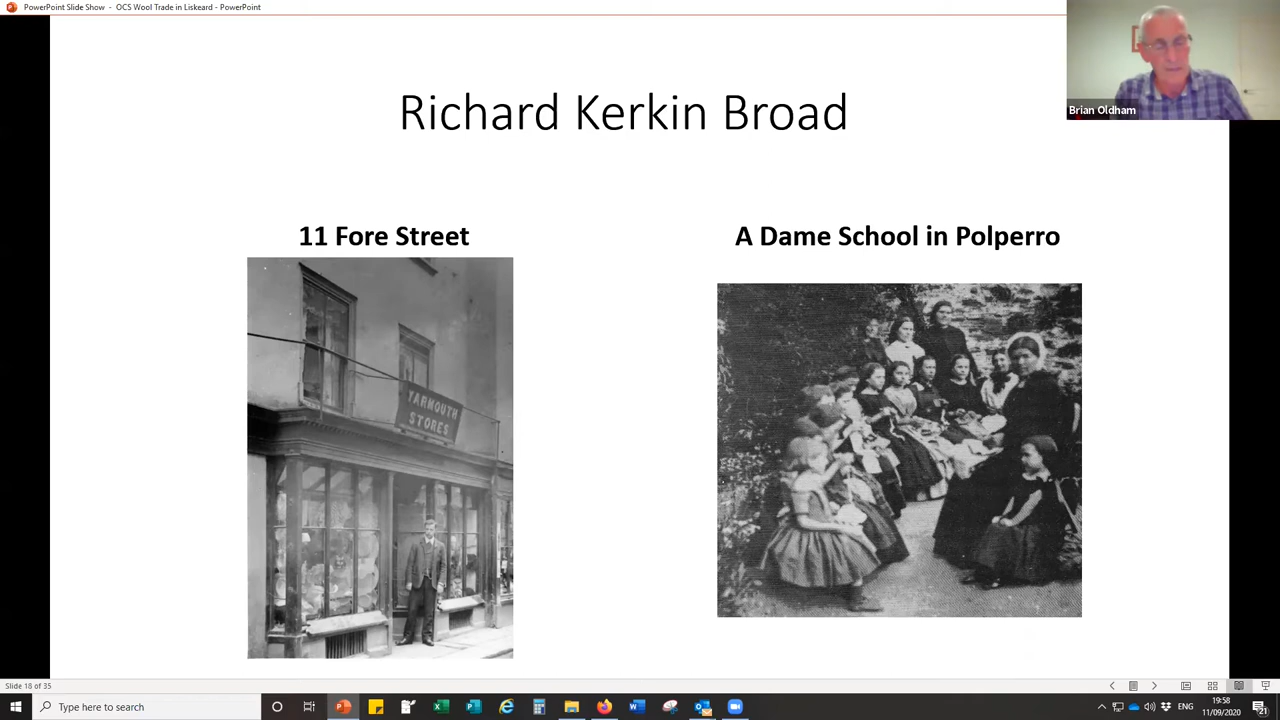 PowerPoint Slide Show - OCS Wool Trade in Liskeard - PowerPoint
Brian Oldham
Richard Kerkin Broad
11 Fore Street
A Dame School in Polperro
YARMOUTH
STORES
Slide 18 of 35
Type here to search
ENG
19:58
11/09/2020
21